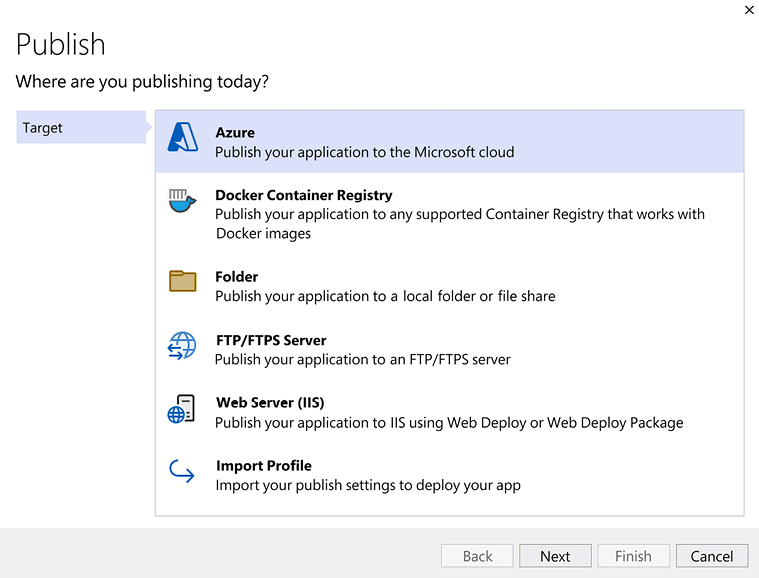 Publish
Where are you publishing today?
Target
Azure
Publish your application to the Microsoft cloud
Docker Container Registry
Publish your application to any supported Container Registry that works with
Docker images
Folder
Publish your application to a local folder or file share
FTP/FTPS Server
Publish your application to an FTP/FTPS server
Web Server (IIS)
Publish your application to IIS using Web Deploy or Web Deploy Package
Import Profile
Import your publish settings to deploy your app
Back Next Finish Cancel